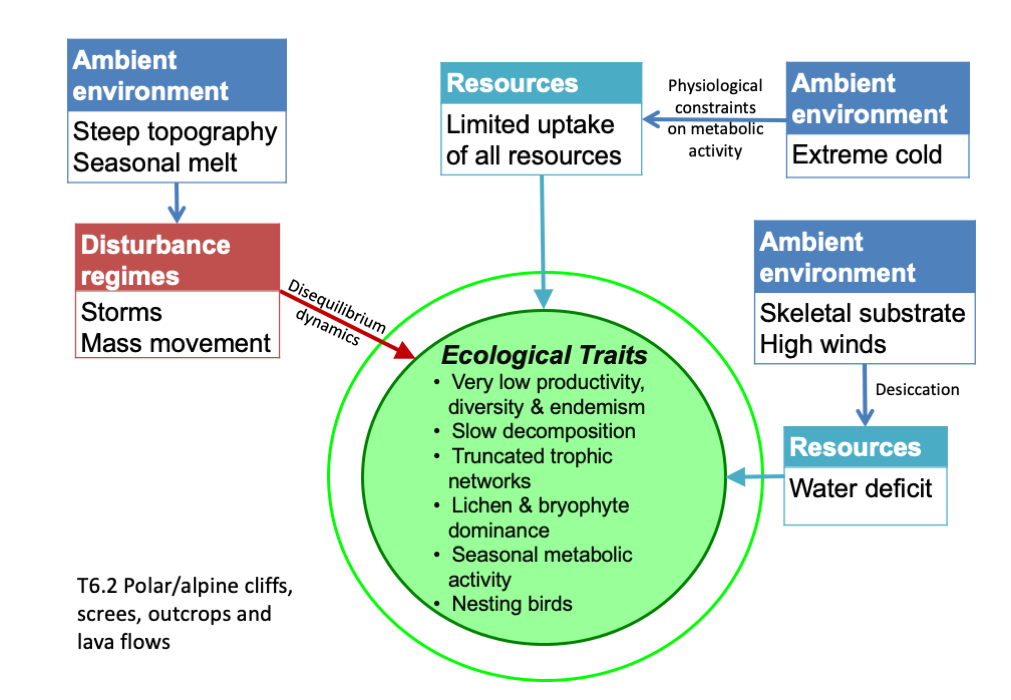 Ambient
environment
Steep topography
Seasonal melt
Disturbance
regimes
Storms
Mass movement
Disequilibrium
dynamics
Resources
Limited uptake
of all resources
Physiological
constraints
on metabolic
activity
Ambient
environment
Extreme cold
Ambient
environment
Skeletal substrate
High winds
Desiccation
Resources
Water deficit
Ecological Traits
• Very low productivity,
diversity & endemism
• Slow decomposition
• Truncated trophic
networks
• Lichen & bryophyte
dominance
• Seasonal metabolic
activity
• Nesting birds
T6.2 Polar/alpine cliffs,
screes, outcrops and
lava flows